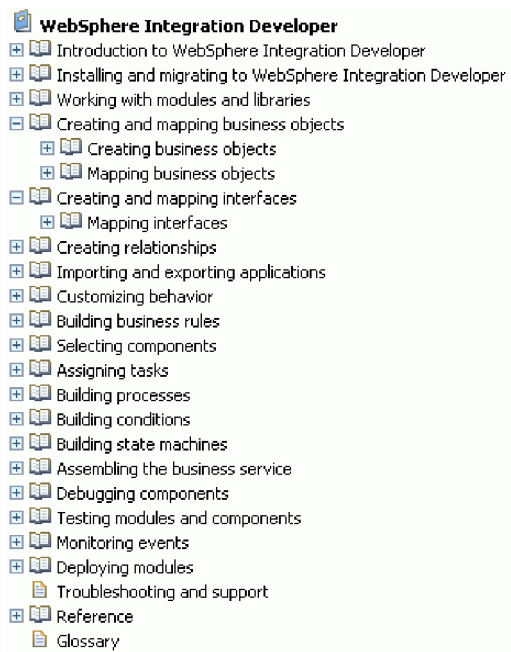 WebSphere Integration Developer
Introduction to WebSphere Integration Developer
Installing and migrating to WebSphere Integration Developer
Working with modules and libraries
Creating and mapping business objects
Creating business objects
Mapping business objects
Creating and mapping interfaces
Mapping interfaces
Creating relationships
Importing and exporting applications
Customizing behavior
Building business rules
Selecting components
Assigning tasks
Building processes
Building conditions
Building state machines
Assembling the business service
Debugging components
Testing modules and components
Monitoring events
Deploying modules
Troubleshooting and support
Reference
Glossary